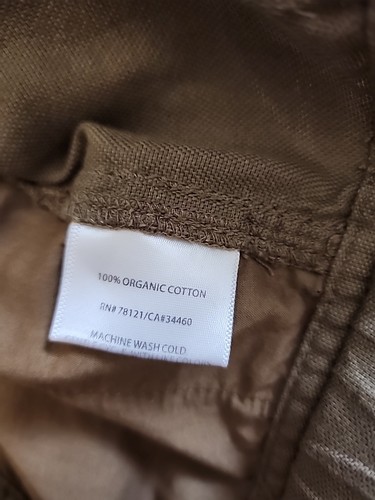 100% ORGANIC COTTON
RN# 78121/CA#34460
MACHINE WASH COLD